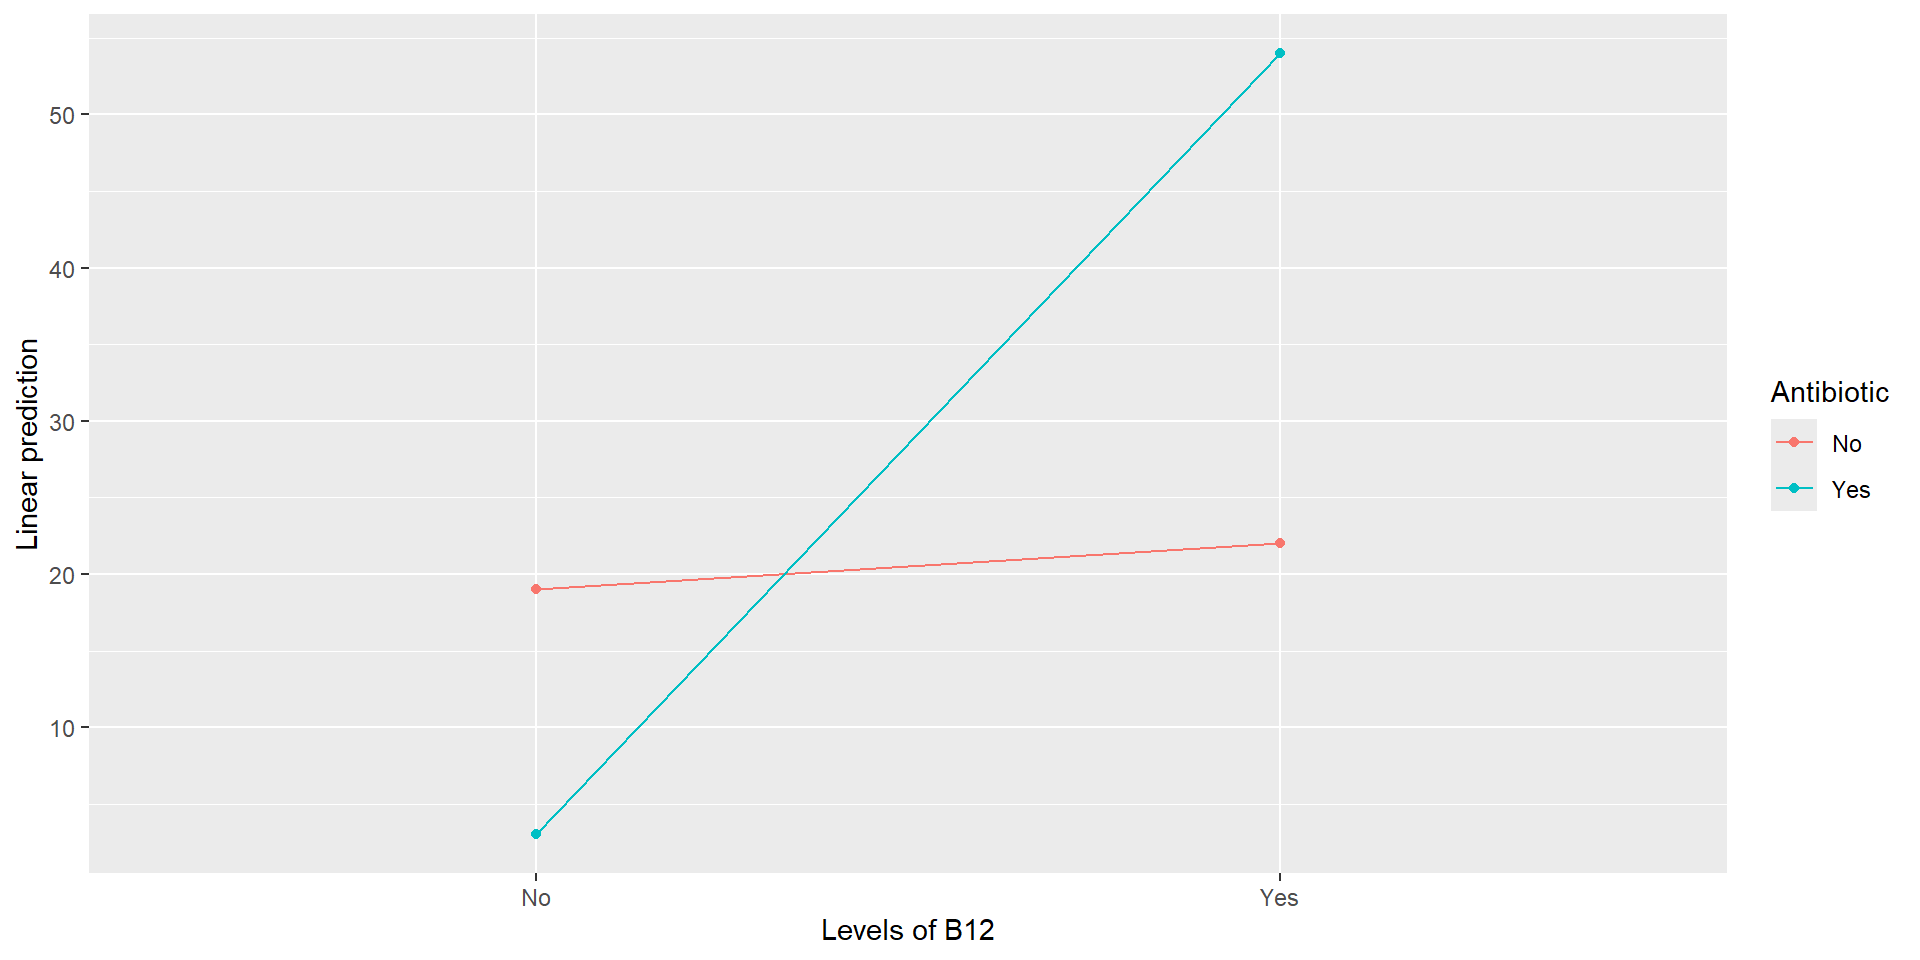 50
40
30
20
10
Linear prediction
No
Yes
Levels of B12
Antibiotic
No
Yes